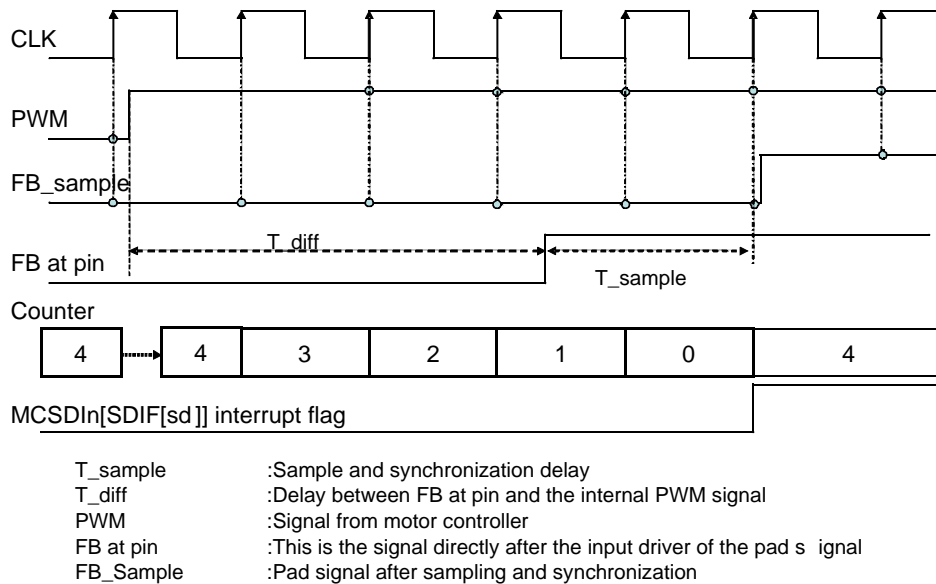 CLK
PWM
FB_sample
T_diff
FB at pin
T_sample
Counter
4 4 3 2 1 0 4
MCSDIn[SDIF[sd]] interrupt flag
T_sample :Sample and synchronization delay
T_diff :Delay between FB at pin and the internal PWM signal
PWM :Signal from motor controller
FB at pin :This is the signal directly after the input driver of the pad s ignal
FB_Sample :Pad signal after sampling and synchronization